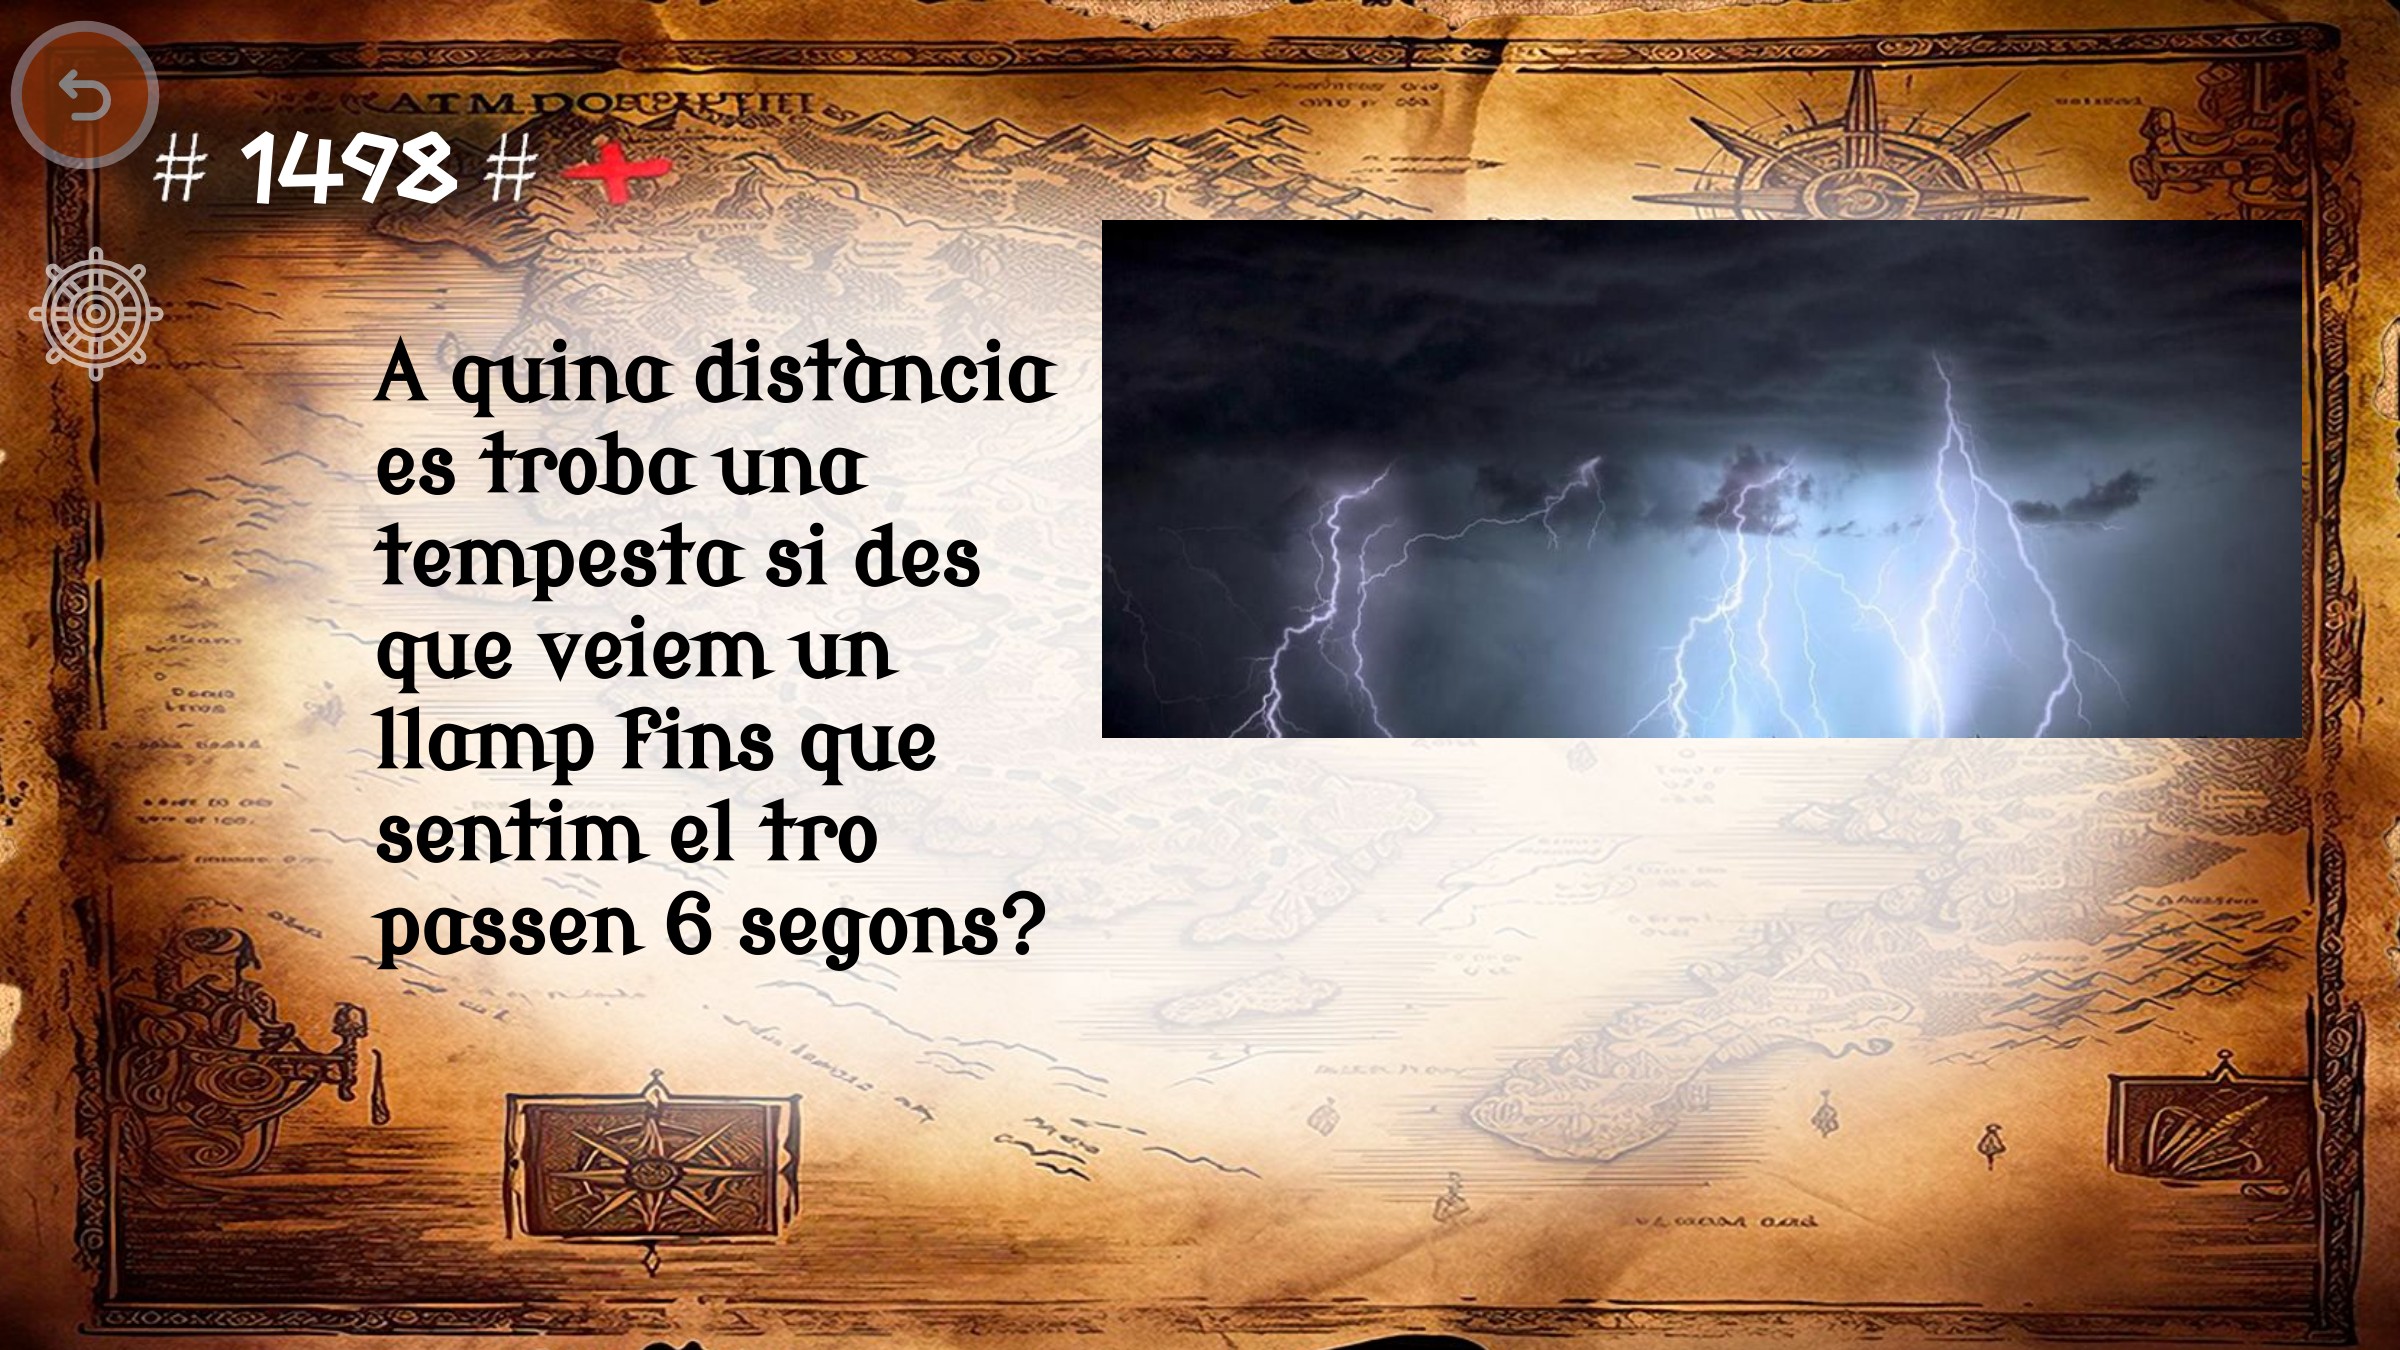 # 1498 #
A quina distància
es troba una
tempesta si des
que veiem un
llamp fins que
sentim el tro
passen 6 segons?